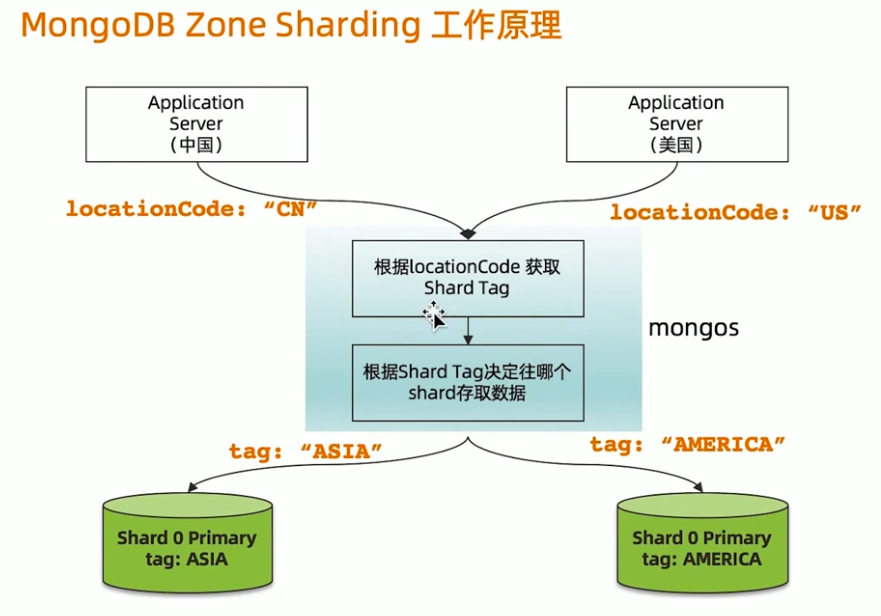 MongoDB Zone Sharding 工作原理
Application
Server
（中国）
Application
Server
（美国）
locationCode: “CN”
locationCode: “US”
根据locationCode 获取
Shard Tag
mongos
根据Shard Tag决定往哪个
shard存取数据
tag: “ASIA”
tag: “AMERICA”
Shard 0 Primary
tag: ASIA
Shard 0 Primary
tag: AMERICA